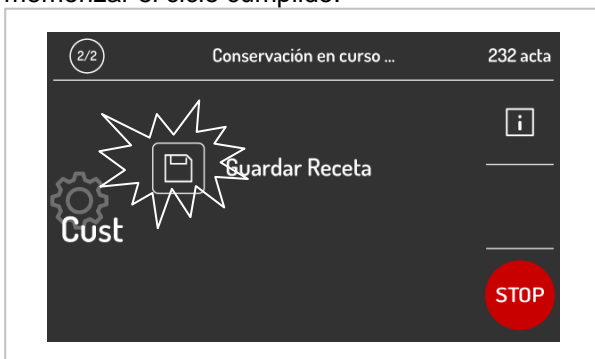 memorizar el ciclo cumplido.
2/2 Conservación en curso ... 232 acta
i
Guardar Receta
Cust
STOP